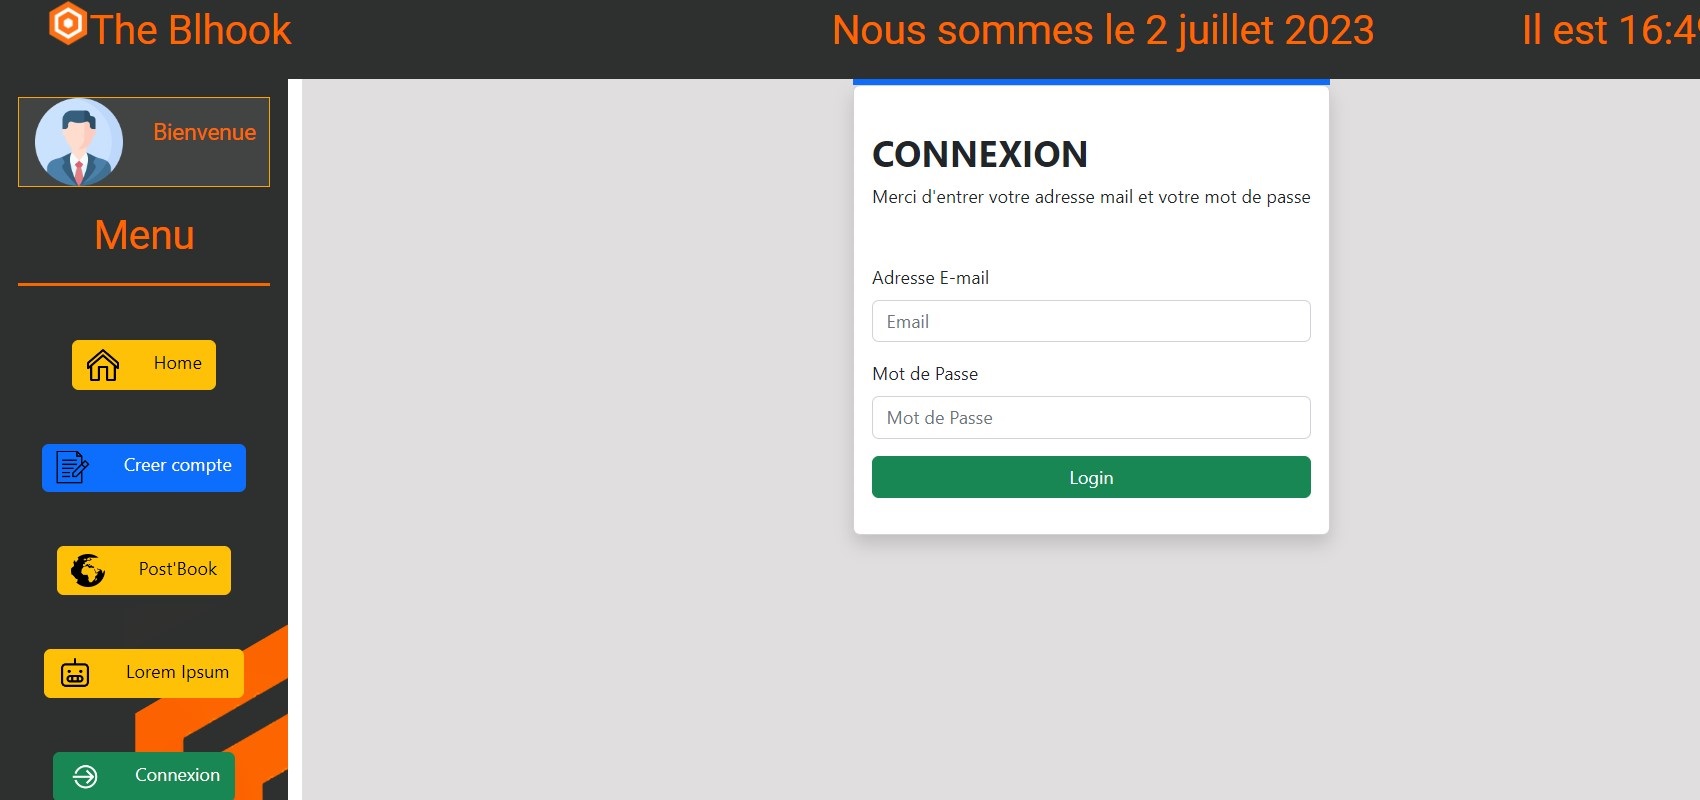 The Blhook
Nous sommes le 2 juillet 2023
Il est 16:4
Bienvenue
Menu
Home
Creer compte
Post'Book
Lorem Ipsum
Connexion
CONNEXION
Merci d'entrer votre adresse mail et votre mot de passe
Adresse E-mail
Email
Mot de Passe
Mot de Passe
Login